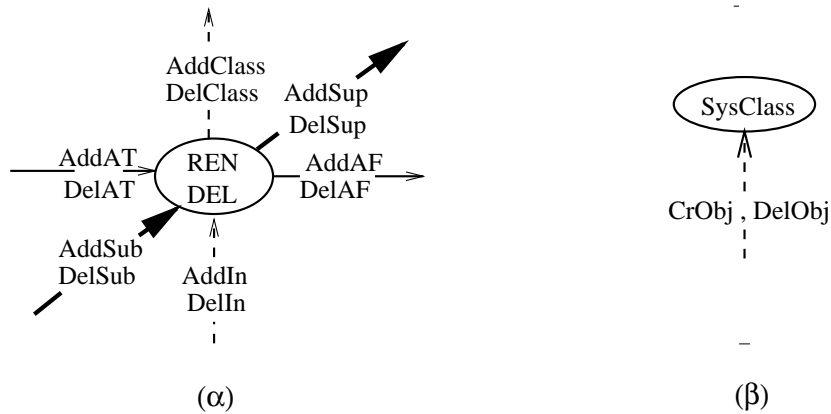 AddClass
DelClass
AddSup
DelSup
AddAT
DelAT
REN
DEL
AddAF
DelAF
AddSub
DelSub
AddIn
DelIn
(α)
SysClass
CrObj , DelObj
(β)